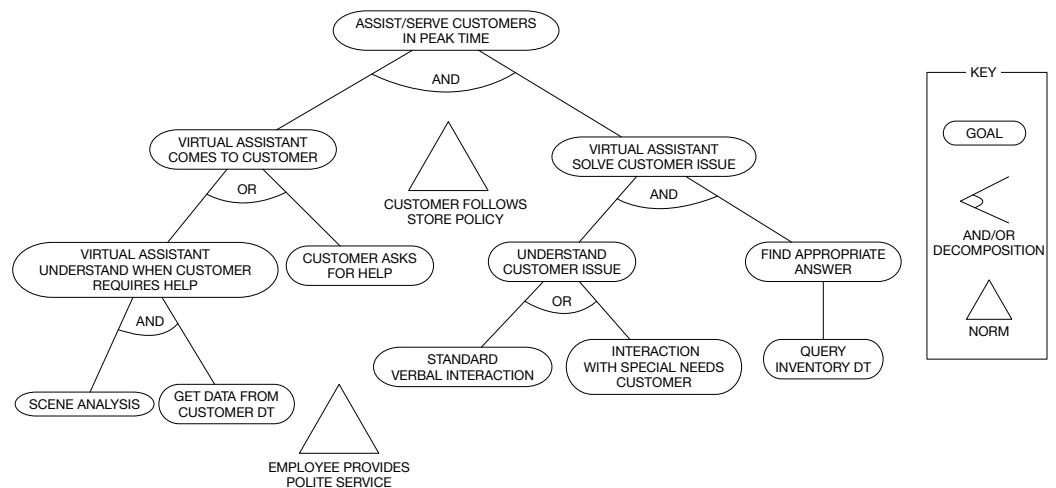 ASSIST/SERVE CUSTOMERS
IN PEAK TIME
AND
VIRTUAL ASSISTANT
COMES TO CUSTOMER
OR
CUSTOMER FOLLOWS
STORE POLICY
VIRTUAL ASSISTANT
SOLVE CUSTOMER ISSUE
AND
VIRTUAL ASSISTANT
UNDERSTAND WHEN CUSTOMER
REQUIRES HELP
CUSTOMER ASKS
FOR HELP
UNDERSTAND
CUSTOMER ISSUE
FIND APPROPRIATE
ANSWER
AND
OR
SCENE ANALYSIS
GET DATA FROM
CUSTOMER DT
STANDARD
VERBAL INTERACTION
INTERACTION
WITH SPECIAL NEEDS
CUSTOMER
QUERY
INVENTORY DT
EMPLOYEE PROVIDES
POLITE SERVICE
KEY
GOAL
AND/OR
DECOMPOSITION
NORM